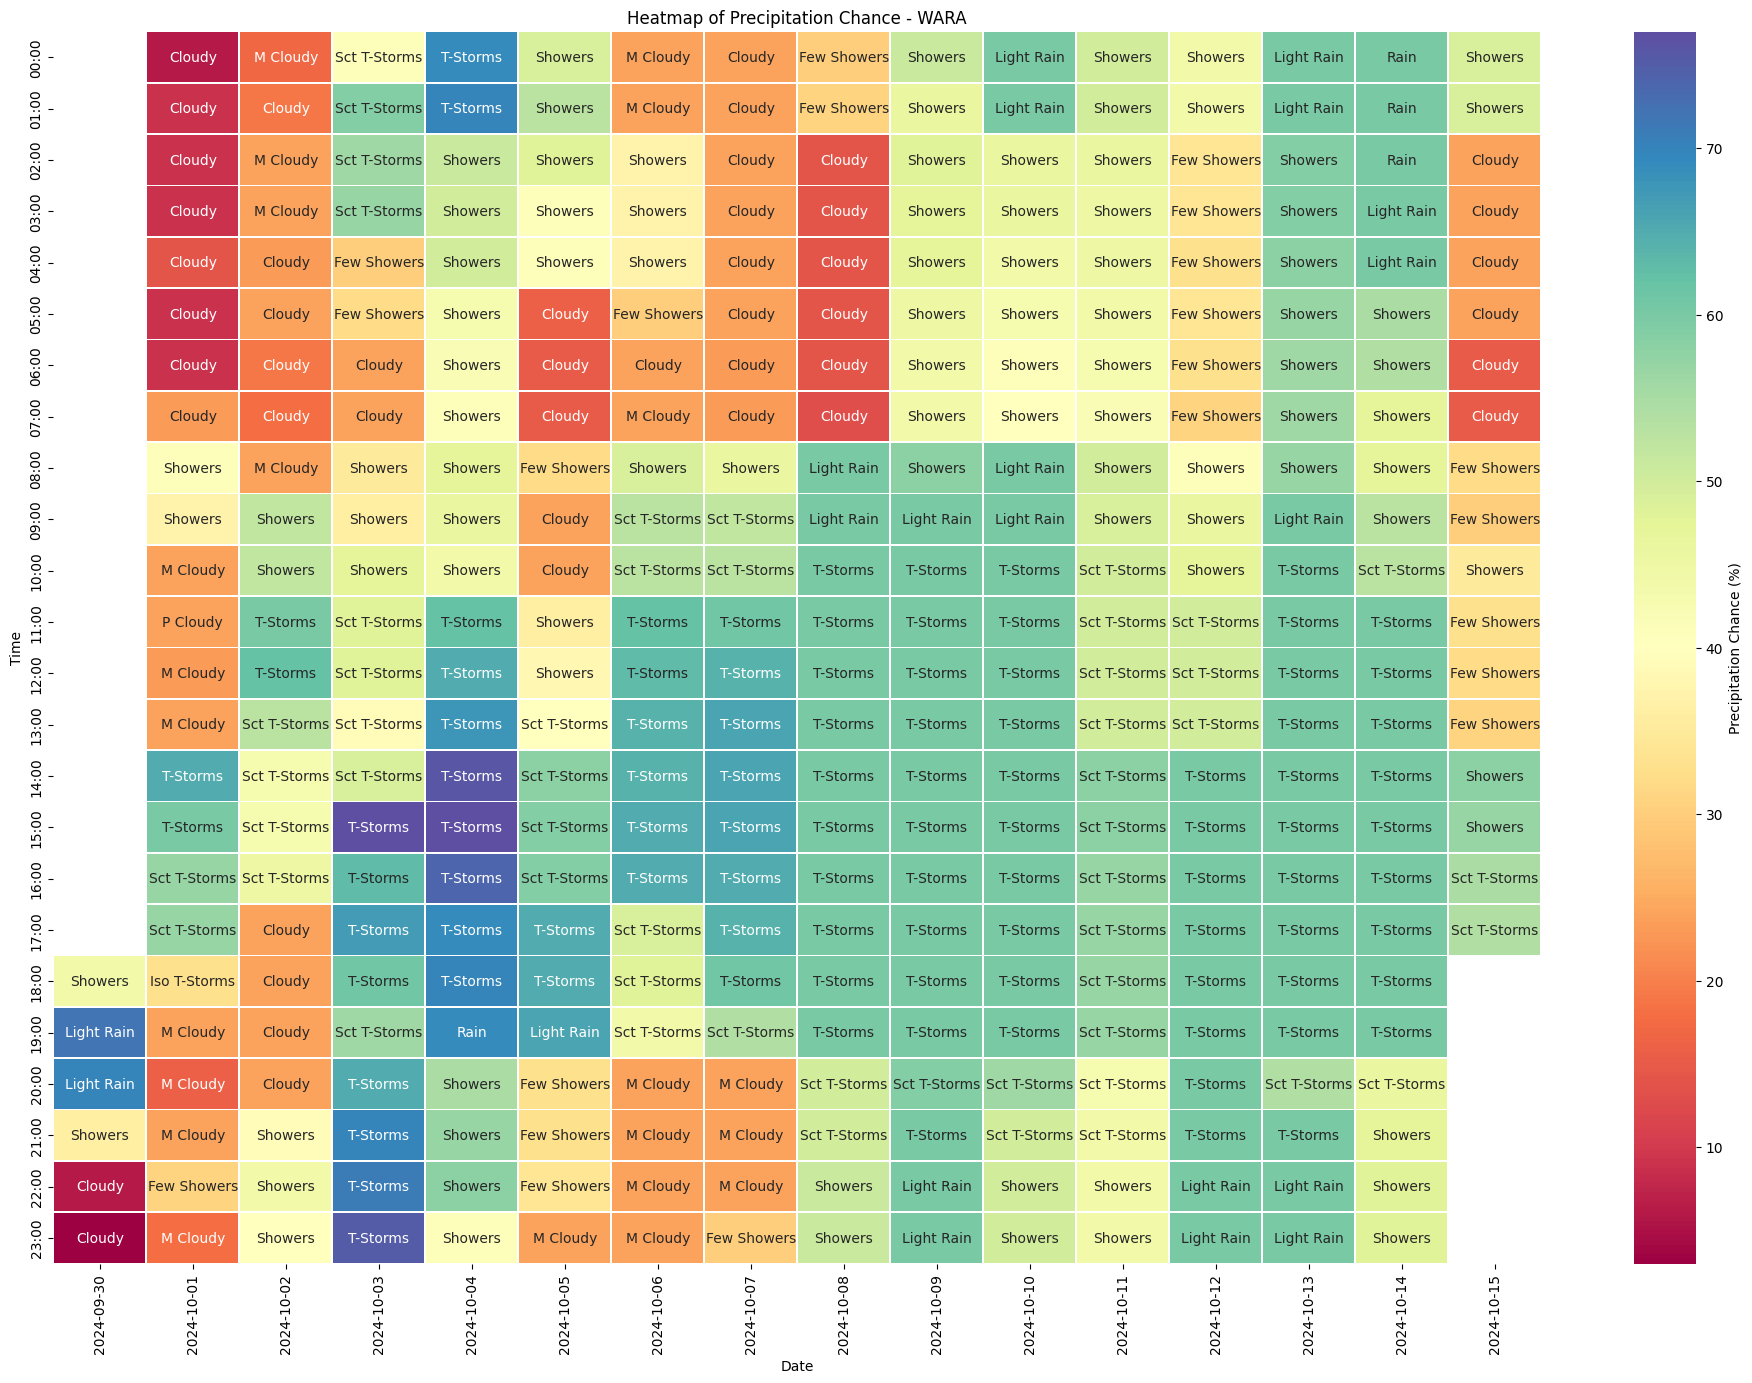 Heatmap of Precipitation Chance - WARA
00:00 Cloudy M Cloudy Sct T-Storms T-Storms Showers M Cloudy Cloudy Few Showers Showers Light Rain Showers Showers Light Rain Rain Showers
01:00 Cloudy Cloudy Sct T-Storms T-Storms Showers M Cloudy Cloudy Few Showers Showers Light Rain Showers Showers Light Rain Rain Showers
02:00 Cloudy M Cloudy Sct T-Storms Showers Showers Showers Cloudy Cloudy Showers Showers Showers Few Showers Showers Rain Cloudy
03:00 Cloudy M Cloudy Sct T-Storms Showers Showers Showers Cloudy Cloudy Showers Showers Showers Few Showers Showers Light Rain Cloudy
04:00 Cloudy Cloudy Few Showers Showers Showers Showers Cloudy Cloudy Showers Showers Showers Few Showers Showers Light Rain Cloudy
05:00 Cloudy Cloudy Few Showers Showers Cloudy Few Showers Cloudy Cloudy Showers Showers Showers Few Showers Showers Showers Cloudy
06:00 Cloudy Cloudy Cloudy Showers Cloudy Cloudy Cloudy Cloudy Showers Showers Showers Few Showers Showers Showers Cloudy
07:00 Cloudy Cloudy Cloudy Showers Cloudy M Cloudy Cloudy Cloudy Showers Showers Showers Few Showers Showers Showers Cloudy
08:00 Showers M Cloudy Showers Showers Few Showers Showers Showers Light Rain Showers Light Rain Showers Showers Showers Showers Few Showers
09:00 Showers Showers Showers Showers Cloudy Sct T-Storms Sct T-Storms Light Rain Light Rain Light Rain Showers Showers Light Rain Showers Few Showers
10:00 M Cloudy Showers Showers Showers Cloudy Sct T-Storms Sct T-Storms T-Storms T-Storms T-Storms Sct T-Storms Showers T-Storms Sct T-Storms Showers
11:00 P Cloudy T-Storms Sct T-Storms T-Storms Showers T-Storms T-Storms T-Storms T-Storms T-Storms Sct T-Storms Sct T-Storms T-Storms T-Storms Few Showers
12:00 M Cloudy T-Storms Sct T-Storms T-Storms Showers T-Storms T-Storms T-Storms T-Storms T-Storms Sct T-Storms Sct T-Storms T-Storms T-Storms Few Showers
13:00 M Cloudy Sct T-Storms Sct T-Storms T-Storms Sct T-Storms T-Storms T-Storms T-Storms T-Storms T-Storms Sct T-Storms Sct T-Storms T-Storms T-Storms Few Showers
14:00 T-Storms Sct T-Storms Sct T-Storms T-Storms Sct T-Storms T-Storms T-Storms T-Storms T-Storms T-Storms Sct T-Storms T-Storms T-Storms T-Storms Showers
15:00 T-Storms Sct T-Storms T-Storms T-Storms Sct T-Storms T-Storms T-Storms T-Storms T-Storms T-Storms Sct T-Storms T-Storms T-Storms T-Storms Showers
16:00 Sct T-Storms Sct T-Storms T-Storms T-Storms Sct T-Storms T-Storms T-Storms T-Storms T-Storms T-Storms Sct T-Storms T-Storms T-Storms T-Storms Sct T-Storms
17:00 Sct T-Storms Cloudy T-Storms T-Storms T-Storms Sct T-Storms T-Storms T-Storms T-Storms T-Storms Sct T-Storms T-Storms T-Storms T-Storms Sct T-Storms
18:00 Showers Iso T-Storms Cloudy T-Storms T-Storms T-Storms Sct T-Storms T-Storms T-Storms T-Storms T-Storms Sct T-Storms T-Storms T-Storms T-Storms
19:00 Light Rain M Cloudy Cloudy Sct T-Storms Rain Light Rain Sct T-Storms Sct T-Storms T-Storms T-Storms T-Storms Sct T-Storms T-Storms T-Storms T-Storms
20:00 Light Rain M Cloudy Cloudy T-Storms Showers Few Showers M Cloudy M Cloudy Sct T-Storms Sct T-Storms Sct T-Storms Sct T-Storms T-Storms Sct T-Storms Sct T-Storms
21:00 Showers M Cloudy Showers T-Storms Showers Few Showers M Cloudy M Cloudy Sct T-Storms T-Storms Sct T-Storms Sct T-Storms T-Storms T-Storms Showers
22:00 Cloudy Few Showers Showers T-Storms Showers Few Showers M Cloudy M Cloudy Showers Light Rain Showers Showers Light Rain Light Rain Showers
23:00 Cloudy M Cloudy Showers T-Storms Showers M Cloudy M Cloudy Few Showers Showers Light Rain Showers Showers Light Rain Light Rain Showers
Time
2024-09-30 2024-10-01 2024-10-02 2024-10-03 2024-10-04 2024-10-05 2024-10-06 2024-10-07 2024-10-08 2024-10-09 2024-10-10 2024-10-11 2024-10-12 2024-10-13 2024-10-14 2024-10-15
Date
70
60
50
40
30
20
10
Precipitation Chance (%)